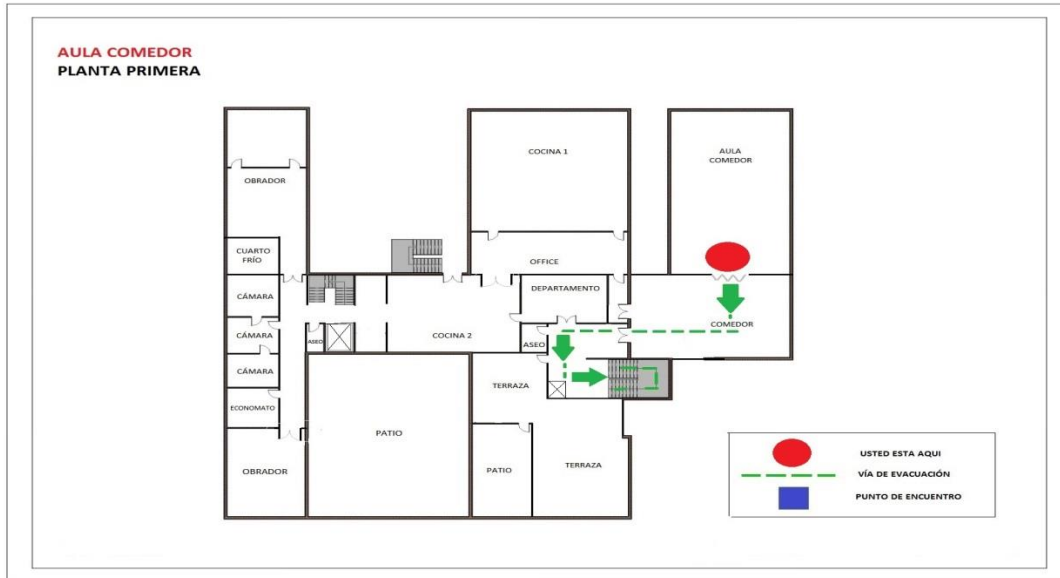 AULA COMEDOR
PLANTA PRIMERA
COCINA 1
AULA
COMEDOR
OBRADOR
CUARTO
FRÍO
OFFICE
CÁMARA
DEPARTAMENTO
COMEDOR
CÁMARA
ASEO
COCINA 2
ASEO
CÁMARA
TERRAZA
ECONOMATO
PATIO
OBRADOR
PATIO
TERRAZA
USTED ESTA AQUI
VÍA DE EVACUACIÓN
PUNTO DE ENCUENTRO